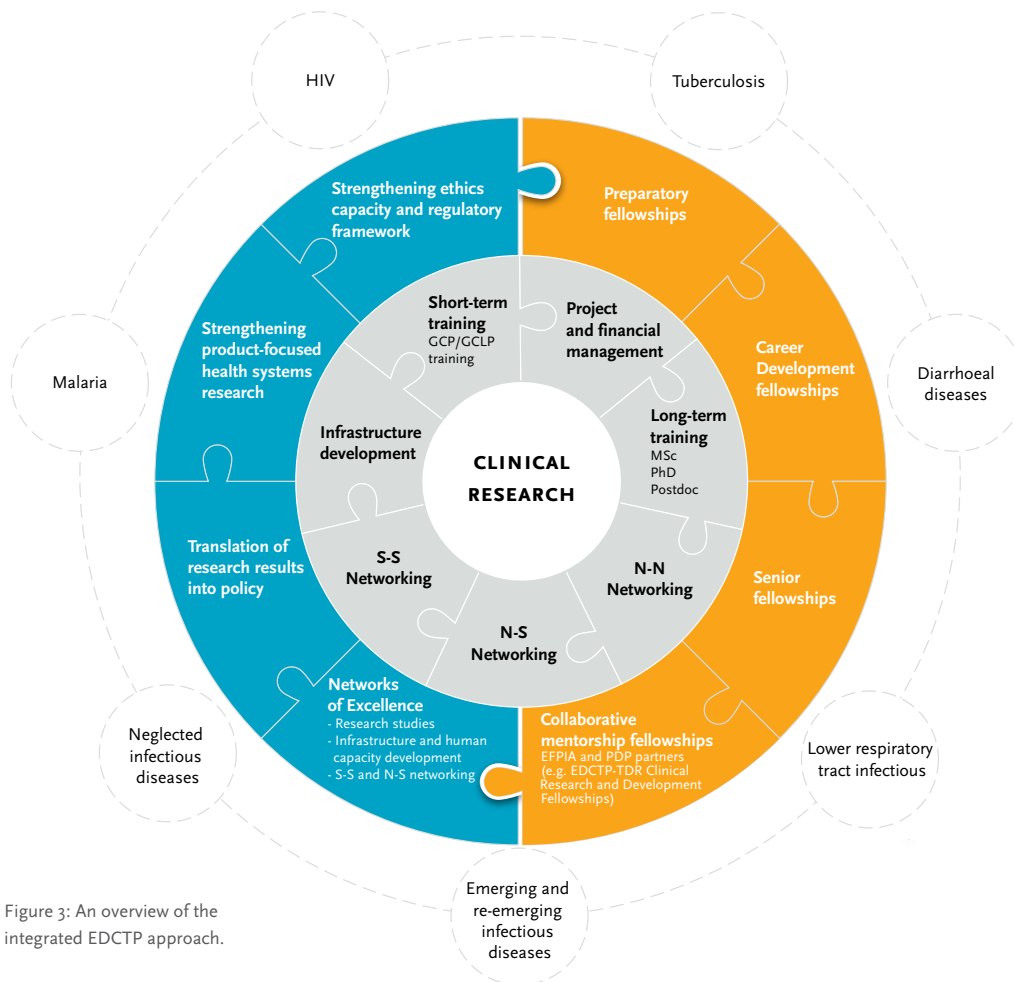 HIV
Tuberculosis
Strengthening ethics
capacity and regulatory
framework
Preparatory
fellowships
Short-term
training
GCP/GCLP
training
Project
and financial
management
Strengthening
product-focused
health systems
research
Career
Development
fellowships
Malaria
Diarrhoeal
diseases
Infrastructure
development
Long-term
training
MSc
PhD
Postdoc
CLINICAL
RESEARCH
Translation of
research results
into policy
S-S
Networking
N-N
Networking
Senior
fellowships
N-S
Networking
Networks
of Excellence
- Research studies
- Infrastructure and human
capacity development
- S-S and N-S networking
Collaborative
mentorship fellowships
EFPIA and PDP partners
(e.g. EDCTP-TDR Clinical
Research and Development
Fellowships)
Neglected
infectious
diseases
Lower respiratory
tract infectious
Emerging and
re-emerging
infectious
diseases
Figure 3: An overview of the
integrated EDCTP approach.